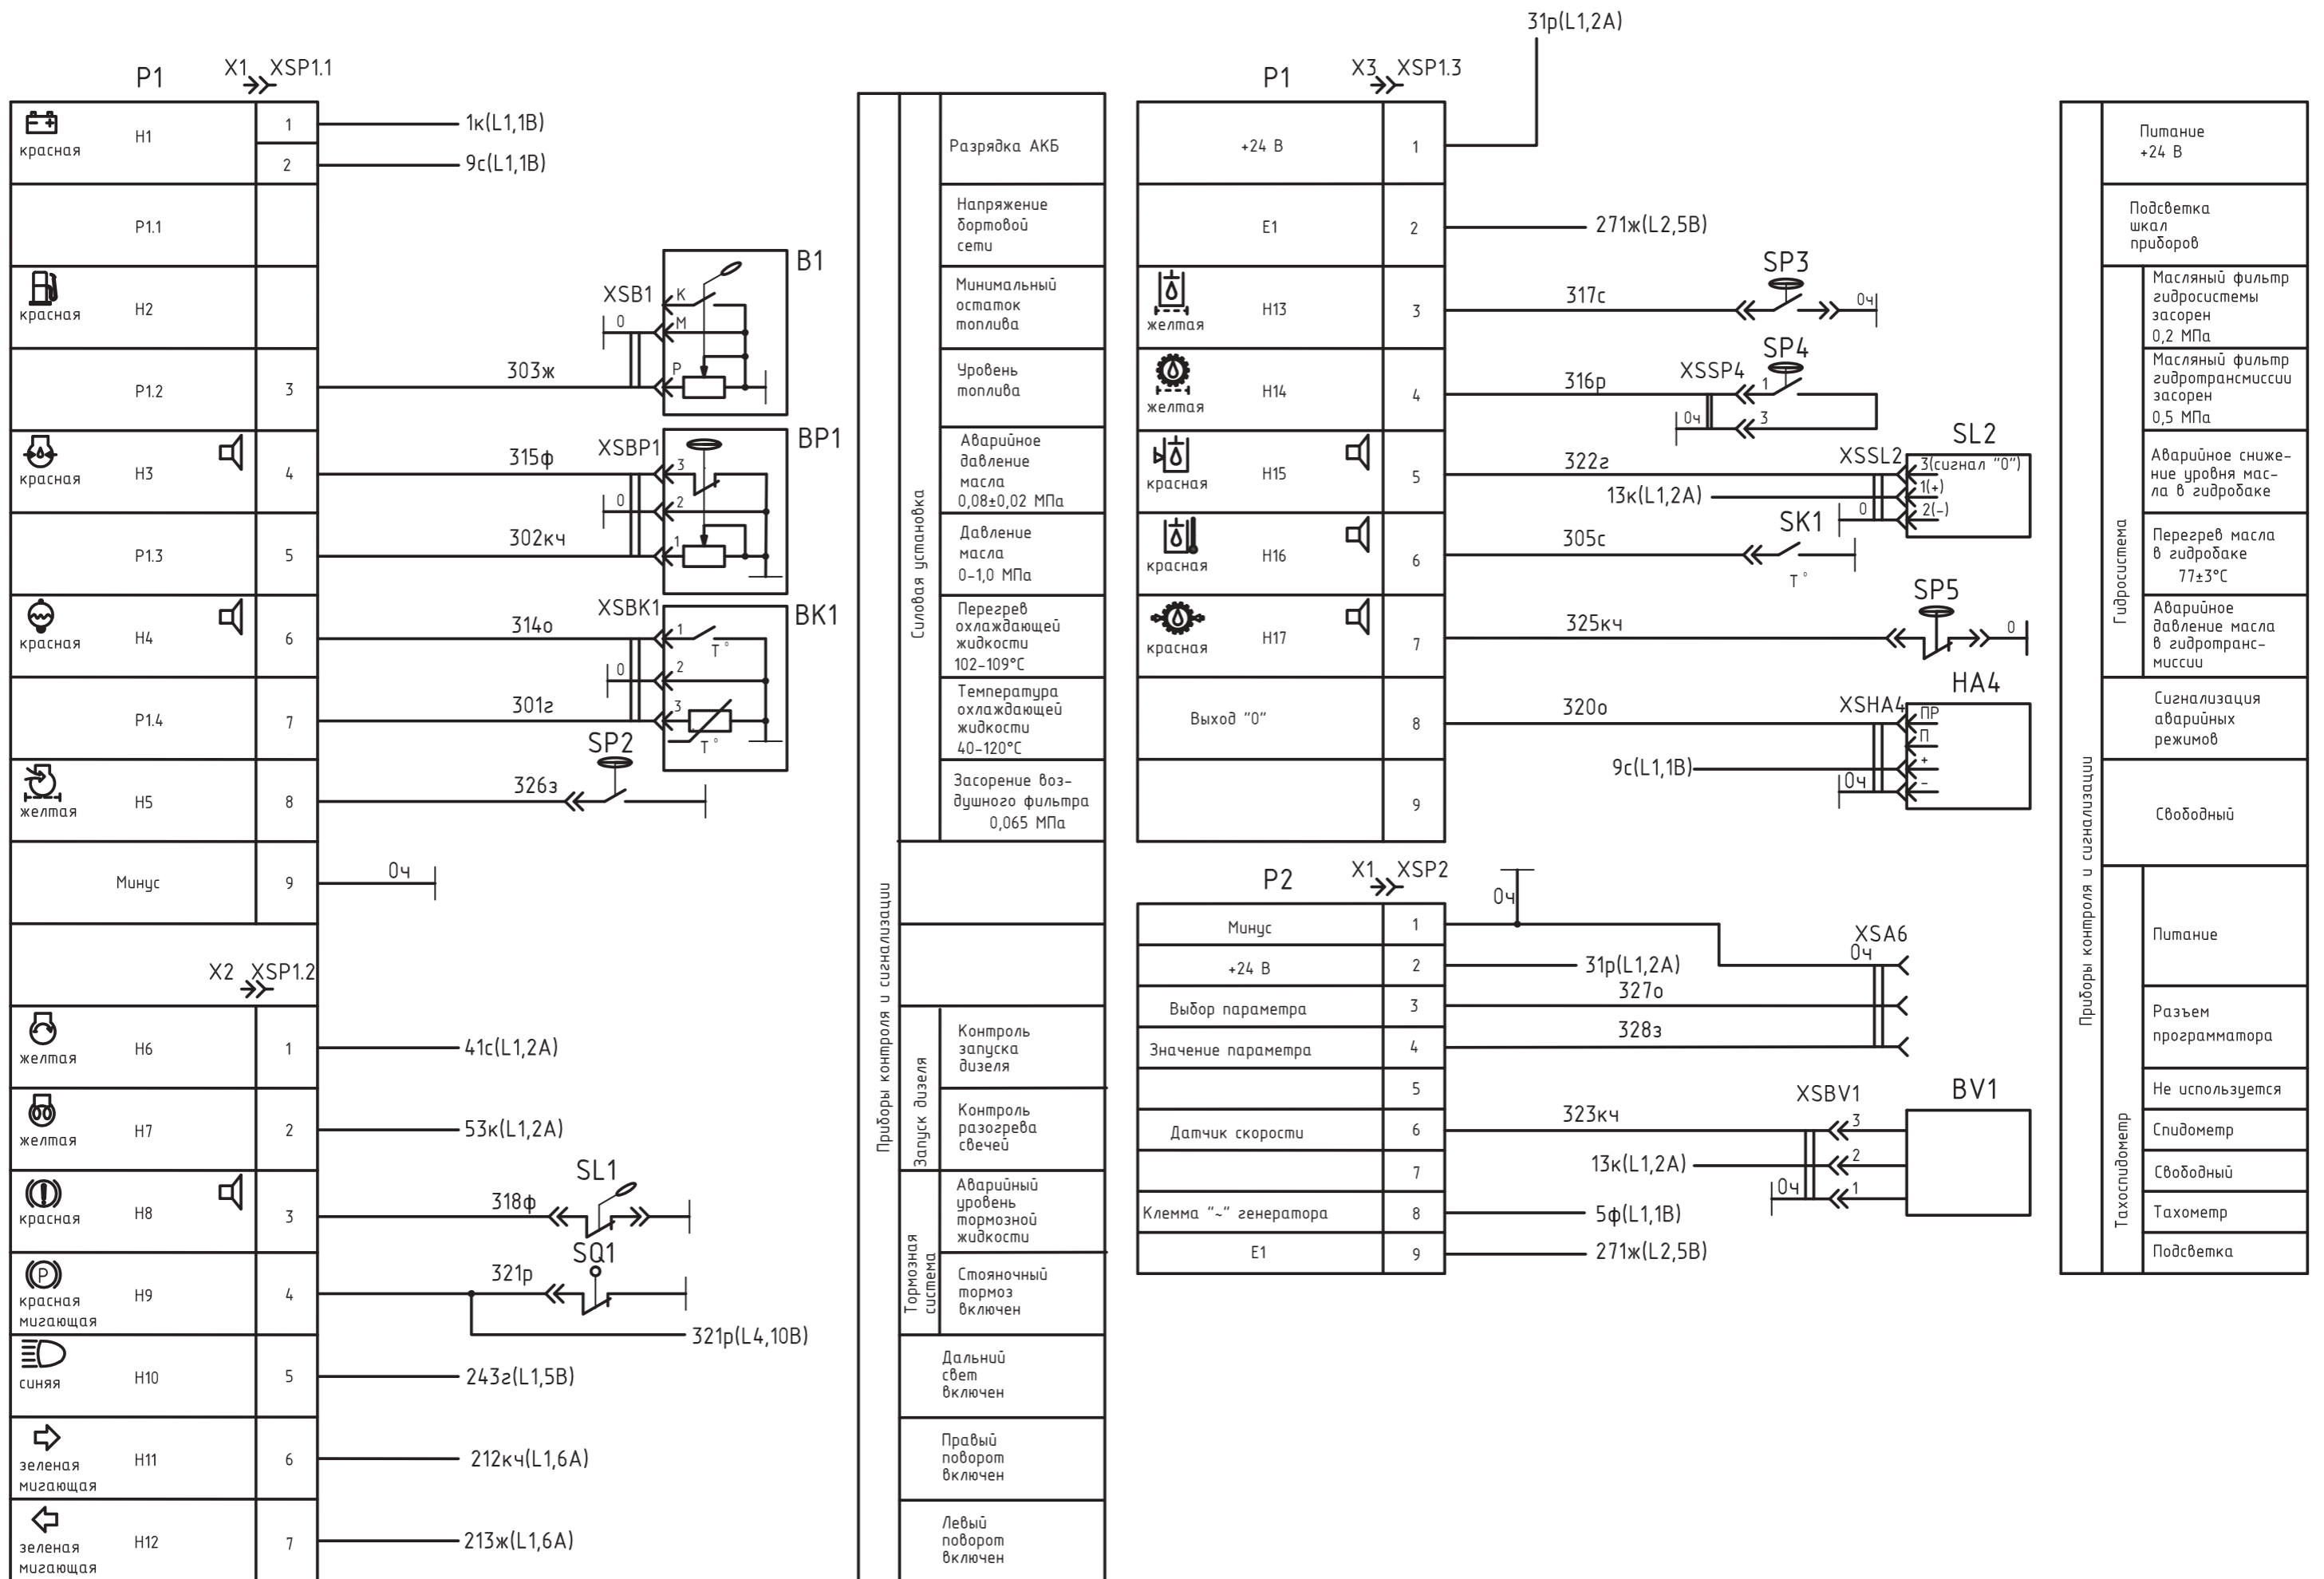 P1
X1 XSP1.1
красная
H1
1
1к(L1,1В)
2
9с(L1,1В)
P1.1
красная
H2
P1.2
3
303ж
XSB1
К
0
М
Р
B1
красная
H3
4
315ф
XSBP1
3
0
2
1
BP1
P1.3
5
302кч
красная
H4
6
314о
XSBK1
1
T°
0
2
3
T°
BK1
P1.4
7
301г
желтая
H5
8
326з
SP2
Минус
9
0ч
X2 XSP1.2
желтая
H6
1
41с(L1,2А)
желтая
H7
2
53к(L1,2А)
красная
H8
3
318ф
SL1
красная
мигающая
H9
4
321р
SQ1
321р(L4,10В)
синяя
H10
5
243г(L1,5В)
зеленая
мигающая
H11
6
212кч(L1,6А)
зеленая
мигающая
H12
7
213ж(L1,6А)
Приборы контроля и сигнализации
Силовая установка
Разрядка АКБ
Напряжение
бортовой
сети
Минимальный
остаток
топлива
Уровень
топлива
Аварийное
давление
масла
0,08±0,02 МПа
Давление
масла
0-1,0 МПа
Перегрев
охлаждающей
жидкости
102-109°С
Температура
охлаждающей
жидкости
40-120°С
Засорение воз-
душного фильтра
0,065 МПа
Запуск дизеля
Контроль
запуска
дизеля
Контроль
разогрева
свечей
Тормозная
система
Аварийный
уровень
тормозной
жидкости
Стояночный
тормоз
включен
Дальний
свет
включен
Правый
поворот
включен
Левый
поворот
включен
31р(L1,2А)
P1
X3 XSP1.3
+24 В
1
E1
2
271ж(L2,5В)
желтая
H13
3
317с
SP3
0ч
желтая
H14
4
316р
XSSP4
SP4
1
0ч
3
красная
H15
5
322г
XSSL2
SL2
3(сигнал "0")
13к(L1,2А)
1(+)
0
2(-)
красная
H16
6
305с
SK1
T°
красная
H17
7
325кч
SP5
0
Выход "0"
8
320о
XSHA4
HA4
ПР
П
9с(L1,1В)
+
0ч
-
9
P2
X1 XSP2
0ч
Минус
1
XSA6
0ч
+24 В
2
31р(L1,2А)
Выбор параметра
3
327о
Значение параметра
4
328з
5
Датчик скорости
6
323кч
XSBV1
3
BV1
7
13к(L1,2А)
2
0ч
1
Клемма "~" генератора
8
5ф(L1,1В)
E1
9
271ж(L2,5В)
Приборы контроля и сигнализации
Питание
+24 В
Подсветка
шкал
приборов
Гидросистема
Масляный фильтр
гидросистемы
засорен
0,2 МПа
Масляный фильтр
гидротрансмиссии
засорен
0,5 МПа
Аварийное сниже-
ние уровня мас-
ла в гидробаке
Перегрев масла
в гидробаке
77±3°С
Аварийное
давление масла
в гидротранс-
миссии
Сигнализация
аварийных
режимов
Свободный
Тахоспидометр
Питание
Разъем
программатора
Не используется
Спидометр
Свободный
Тахометр
Подсветка